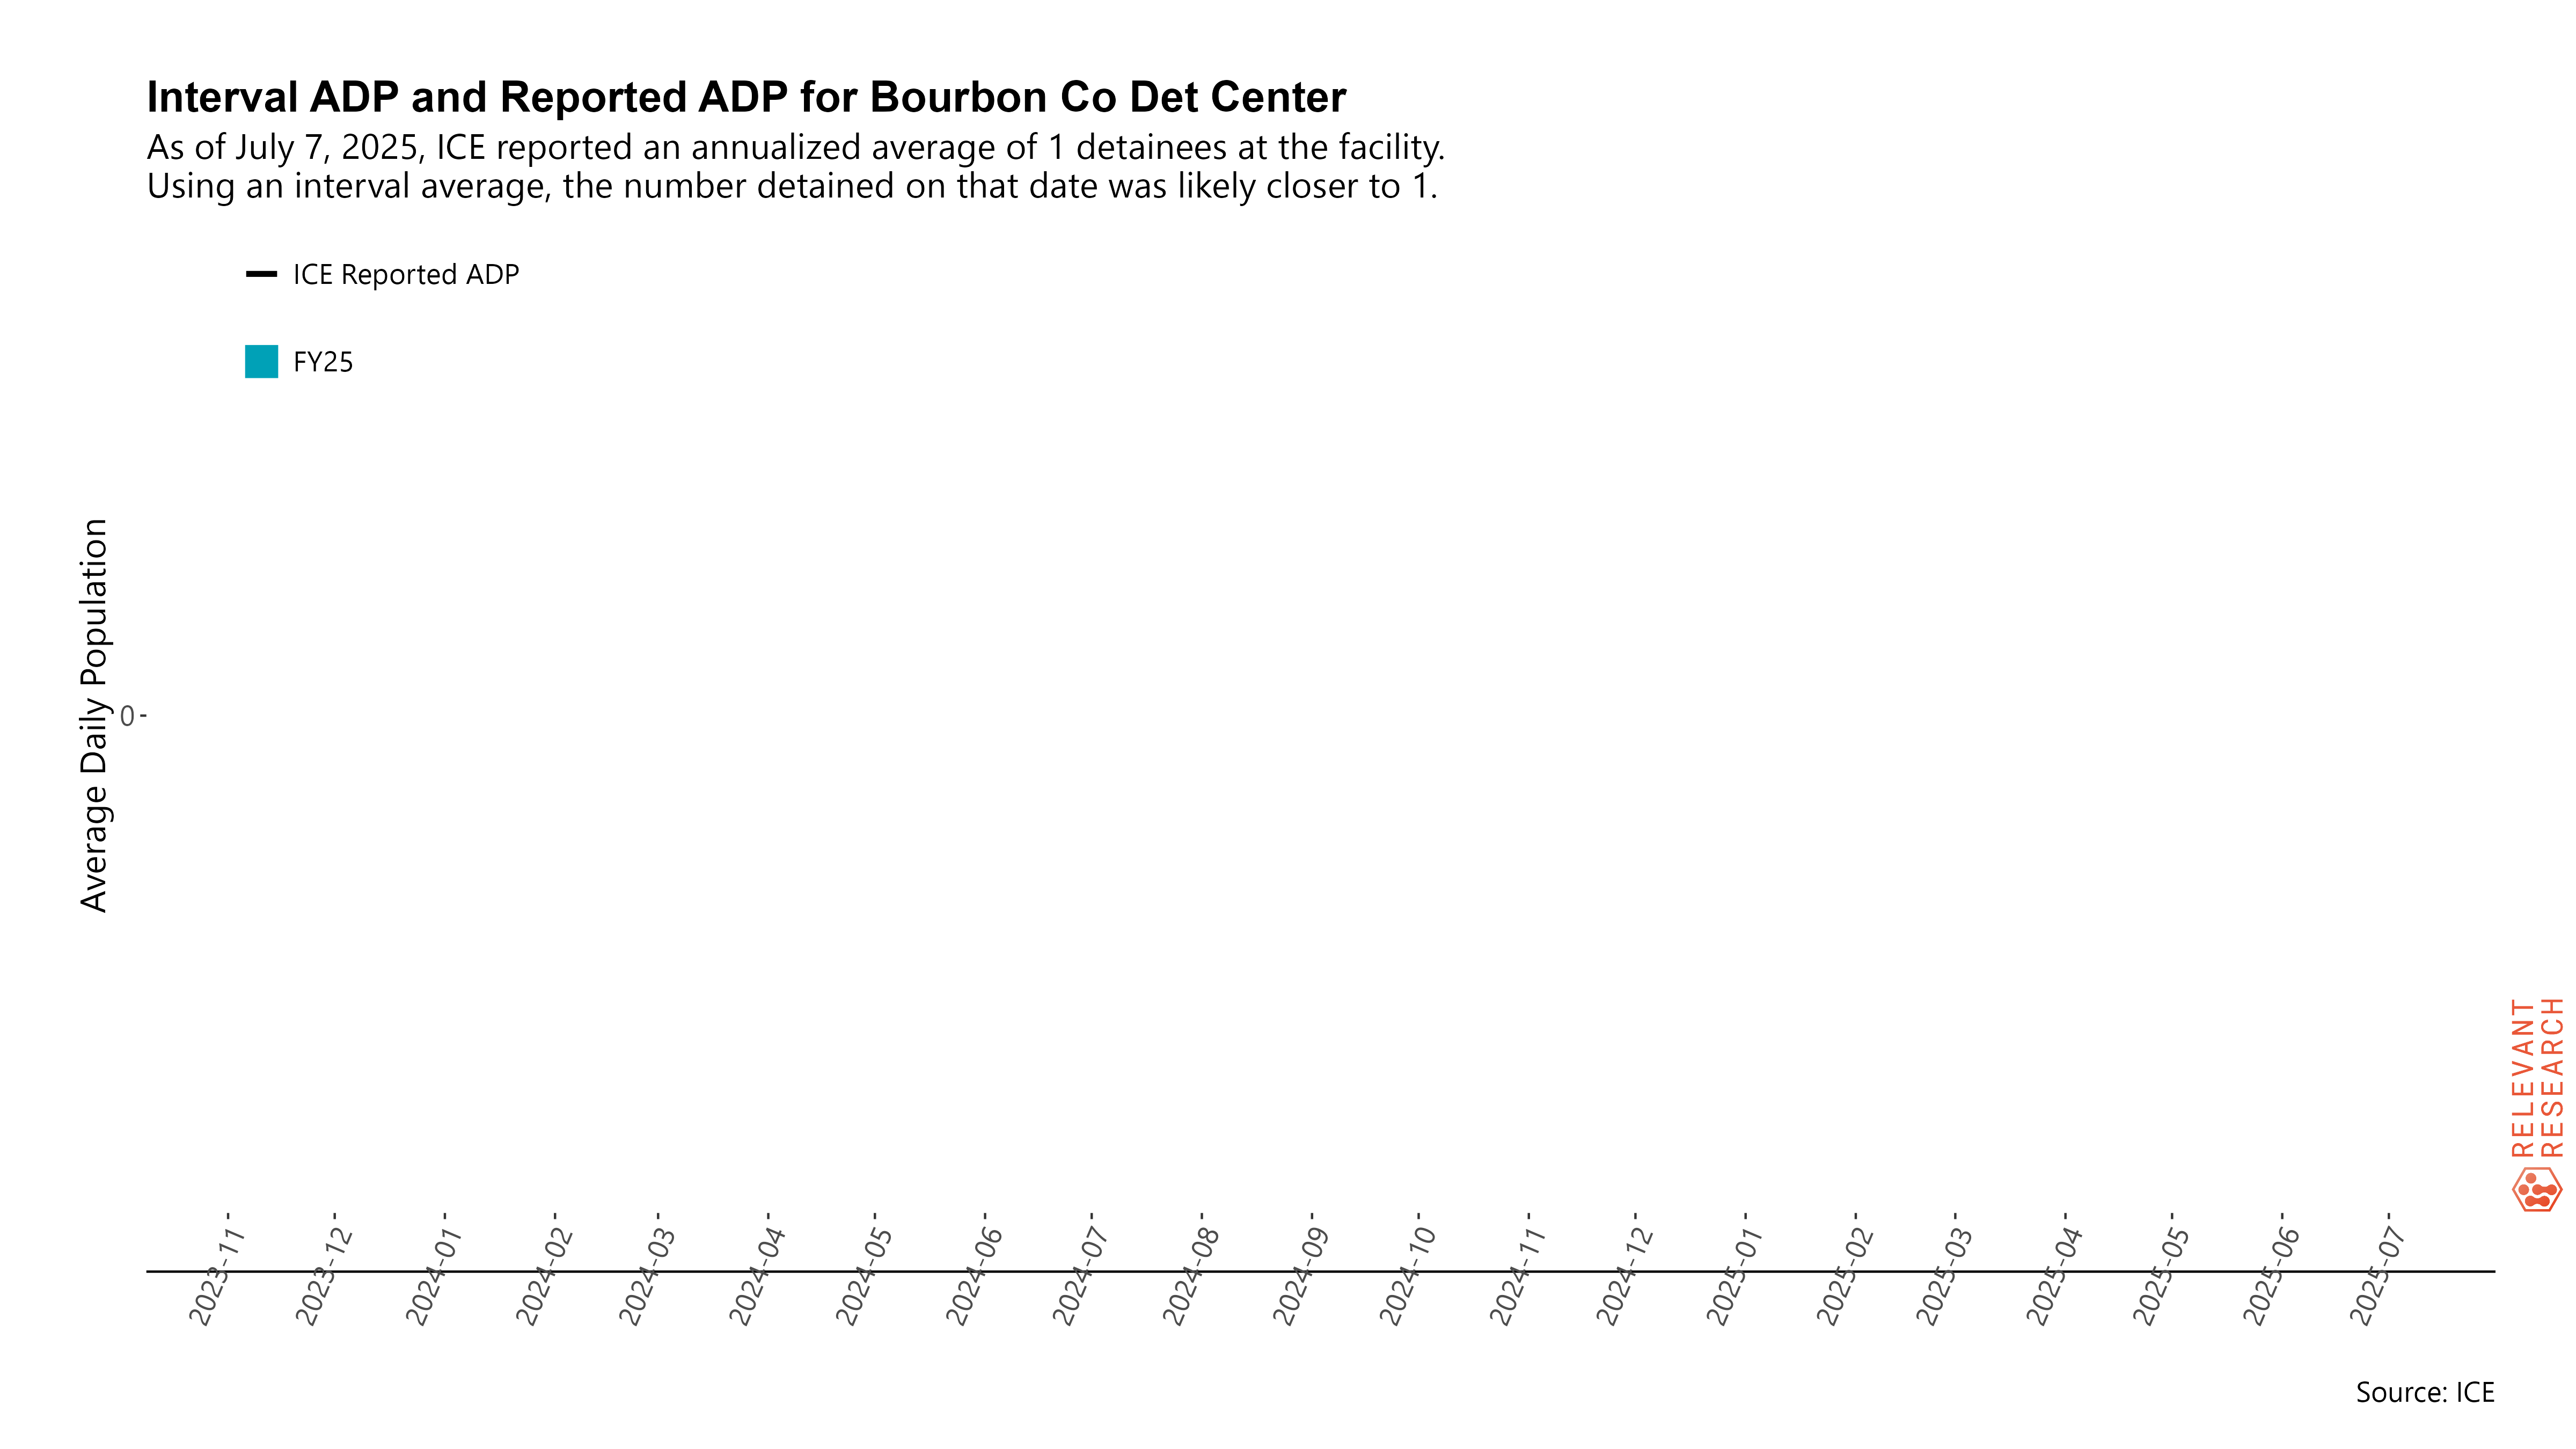 Interval ADP and Reported ADP for Bourbon Co Det Center
As of July 7, 2025, ICE reported an annualized average of 1 detainees at the facility.
Using an interval average, the number detained on that date was likely closer to 1.
ICE Reported ADP
FY25
Average Daily Population
0
2023-11
2023-12
2024-01
2024-02
2024-03
2024-04
2024-05
2024-06
2024-07
2024-08
2024-09
2024-10
2024-11
2024-12
2025-01
2025-02
2025-03
2025-04
2025-05
2025-06
2025-07
RELEVANT
RESEARCH
Source: ICE